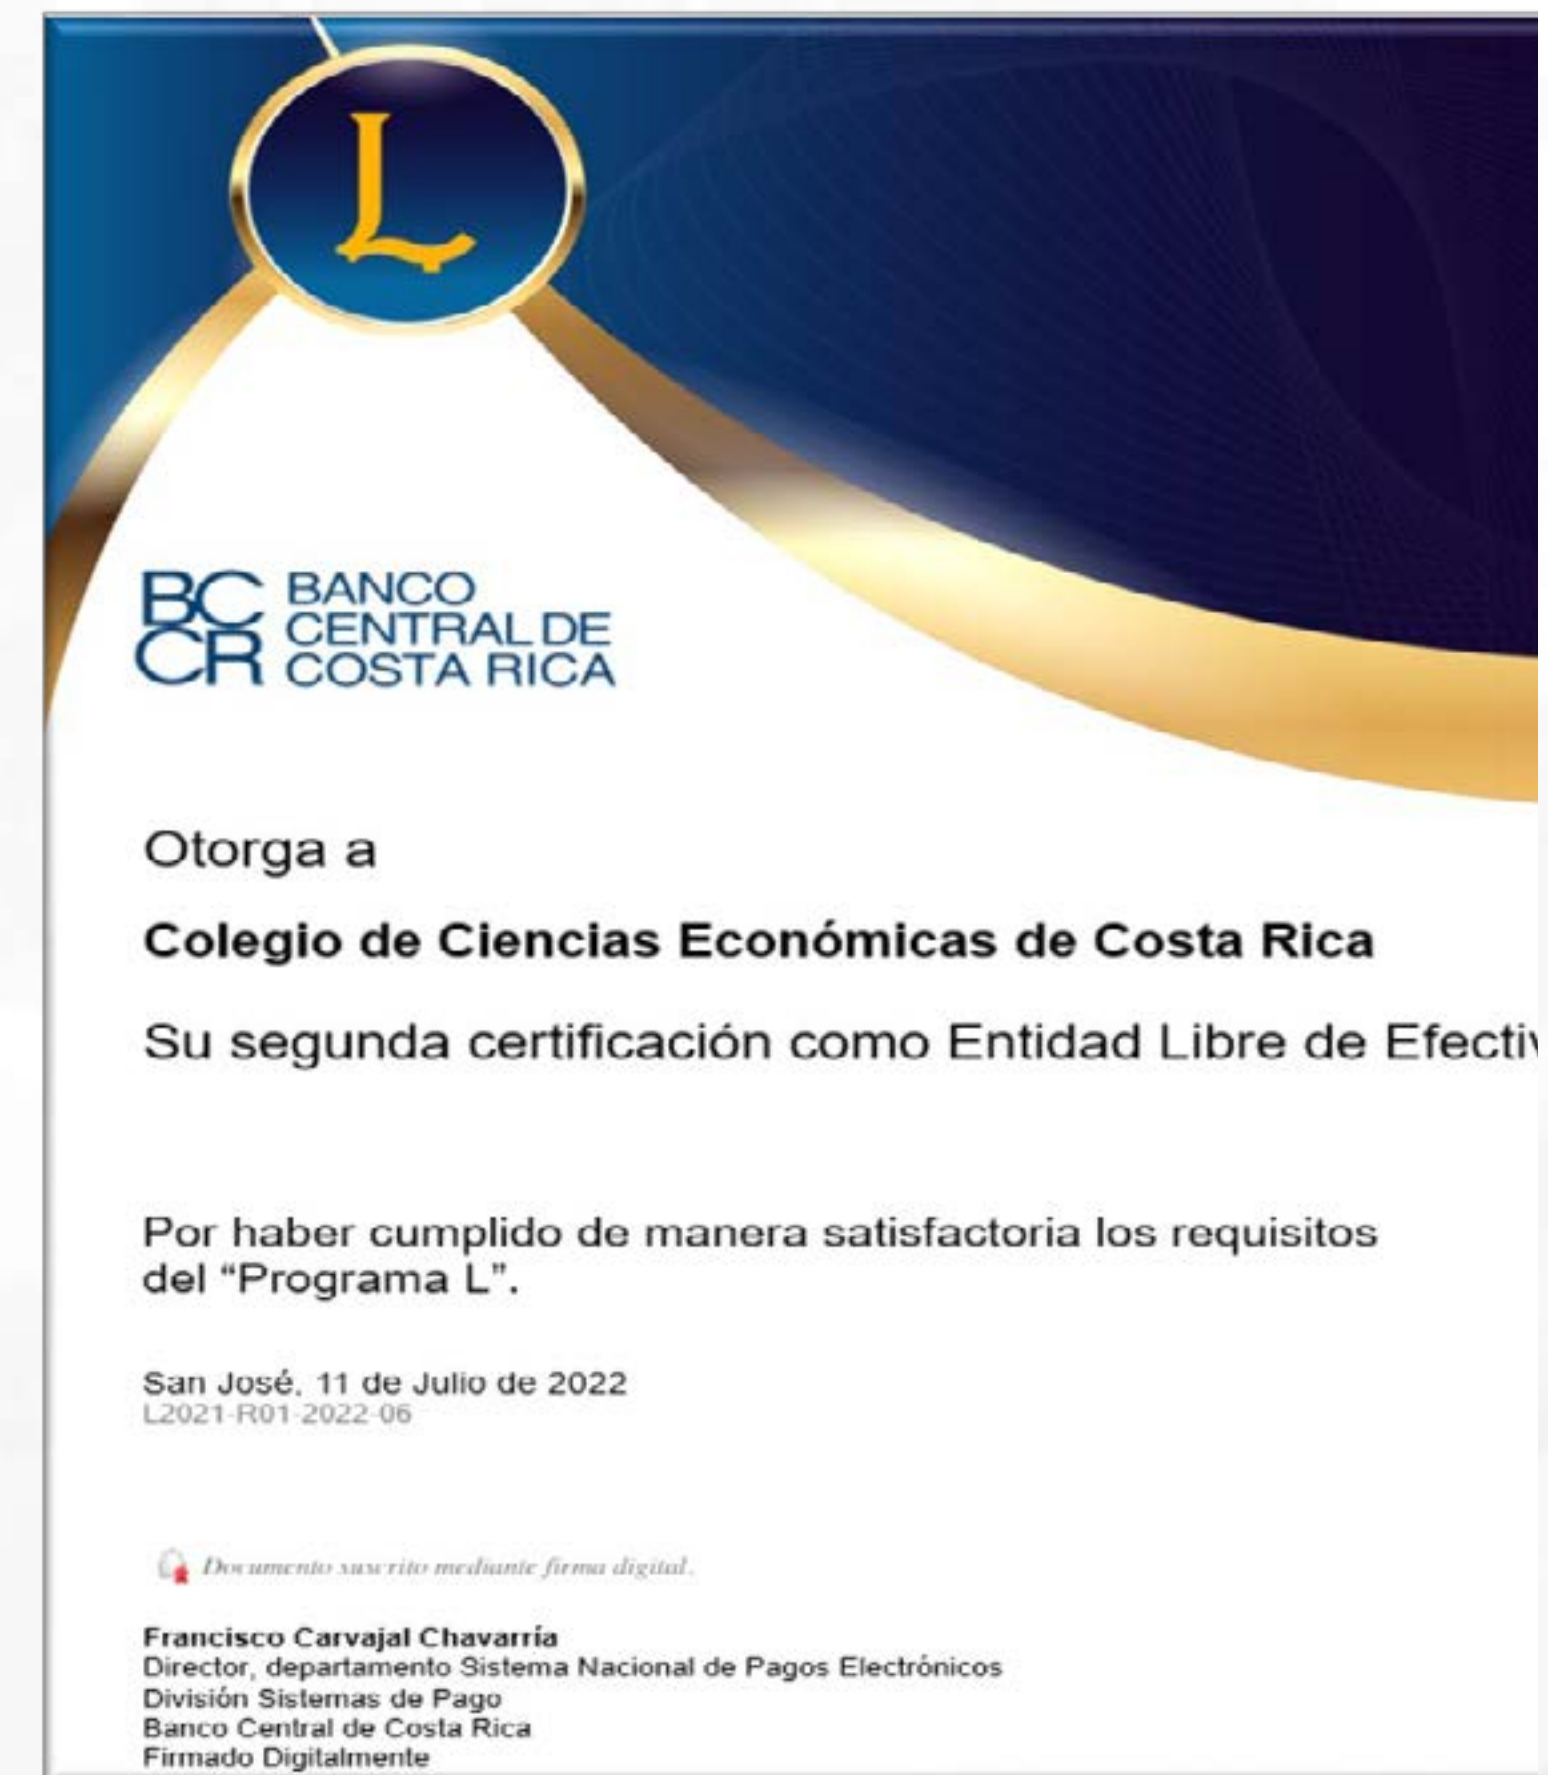 L
BC BANCO
CR CENTRAL DE
COSTA RICA
Otorga a
Colegio de Ciencias Económicas de Costa Rica
Su segunda certificación como Entidad Libre de Efectiv
Por haber cumplido de manera satisfactoria los requisitos
del “Programa L”.
San José, 11 de Julio de 2022
L2021-R01-2022-06
Documento suscrito mediante firma digital.
Francisco Carvajal Chavarría
Director, departamento Sistema Nacional de Pagos Electrónicos
División Sistemas de Pago
Banco Central de Costa Rica
Firmado Digitalmente